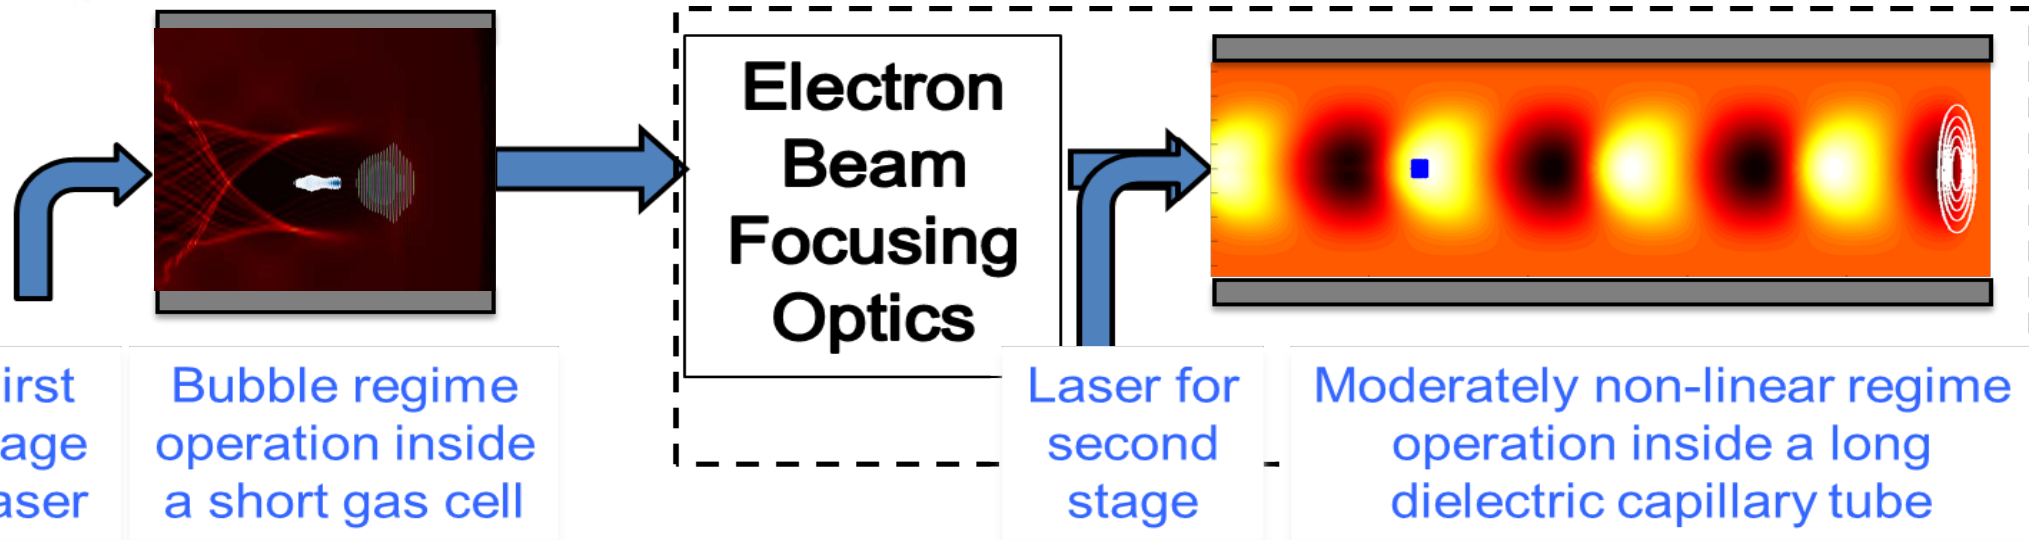 Electron
Beam
Focusing
Optics
irst
age
aser
Bubble regime
operation inside
a short gas cell
Laser for
second
stage
Moderately non-linear regime
operation inside a long
dielectric capillary tube